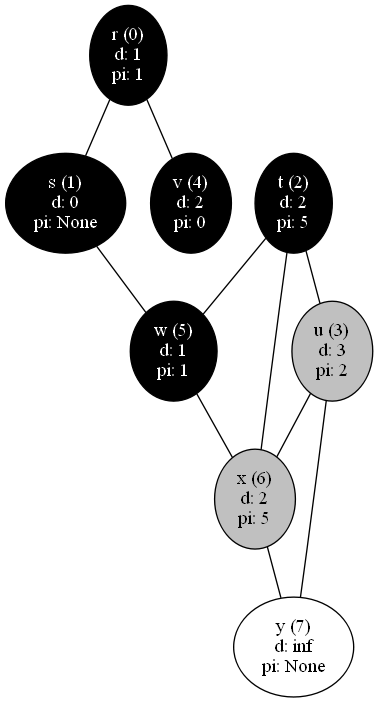 r (0)
d: 1
pi: 1
s (1)
d: 0
pi: None
v (4)
d: 2
pi: 0
t (2)
d: 2
pi: 5
w (5)
d: 1
pi: 1
u (3)
d: 3
pi: 2
x (6)
d: 2
pi: 5
y (7)
d: inf
pi: None